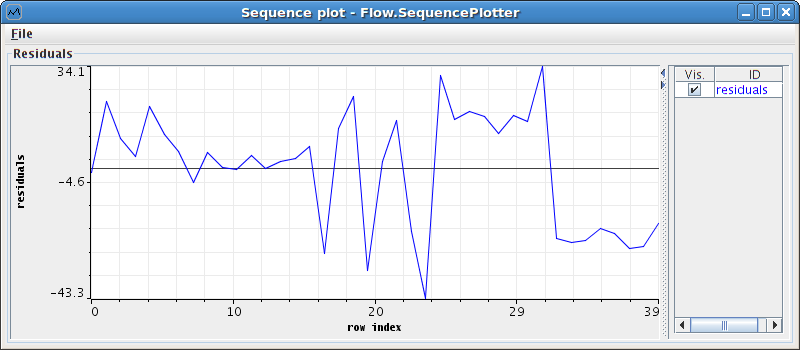 Sequence plot - Flow.SequencePlotter
File
Residuals
34.1
-4.6
-43.3
residuals
0 10 20 29 39
row index
Vis. ID
residuals